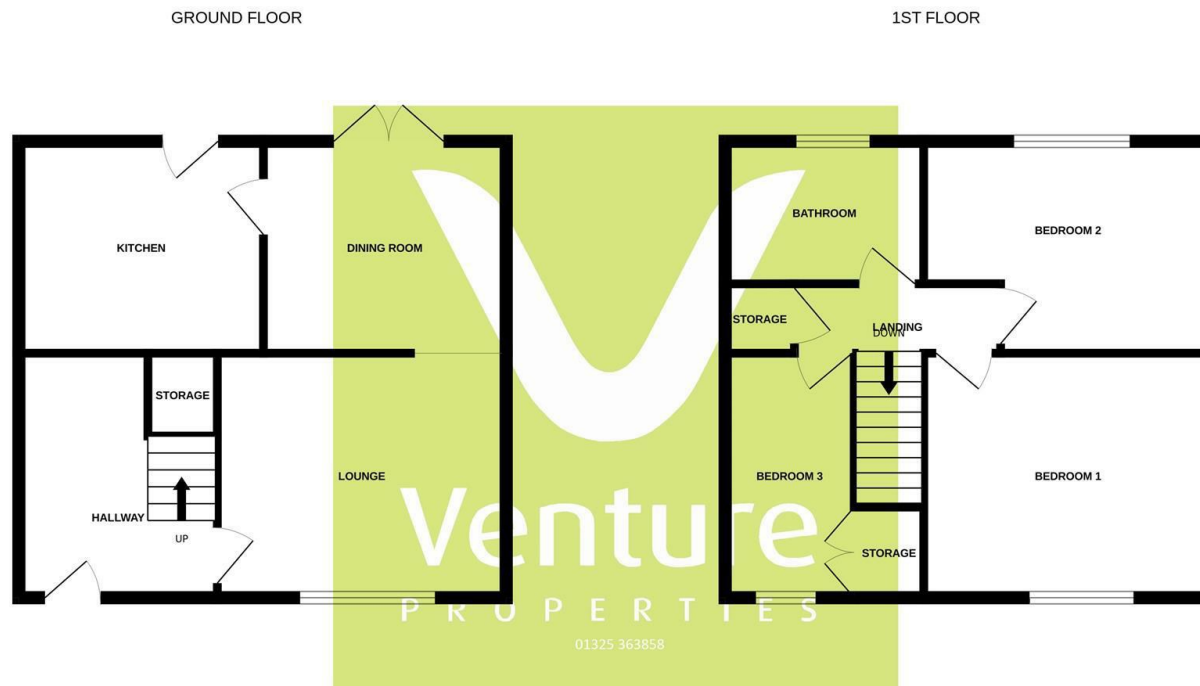 GROUND FLOOR
1ST FLOOR
KITCHEN
DINING ROOM
STORAGE
LOUNGE
HALLWAY
UP
BATHROOM
BEDROOM 2
STORAGE
LANDING
DOWN
BEDROOM 3
BEDROOM 1
STORAGE
Venture
PROPERTIES
01325 363858